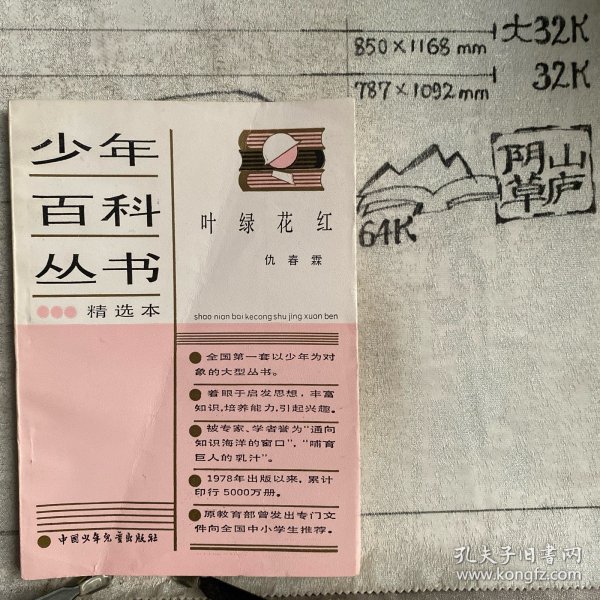 850×1168 mm 大32K
787×1092 mm 32K
64K
阴山
草庐
少年
百科
丛书
精选本
叶绿花红
仇春霖
shao nian bai kecong shu jing xuan ben
全国第一套以少年为对
象的大型丛书。
着眼于启发思想，丰富
知识,培养能力,引起兴趣。
被专家、学者誉为“通向
知识海洋的窗口”，“哺育
巨人的乳汁”。
1978年出版以来，累计
印行5000万册。
原教育部曾发出专门文
件向全国中小学生推荐。
中国少年儿童出版社
孔夫子旧书网
www.kongfz.com